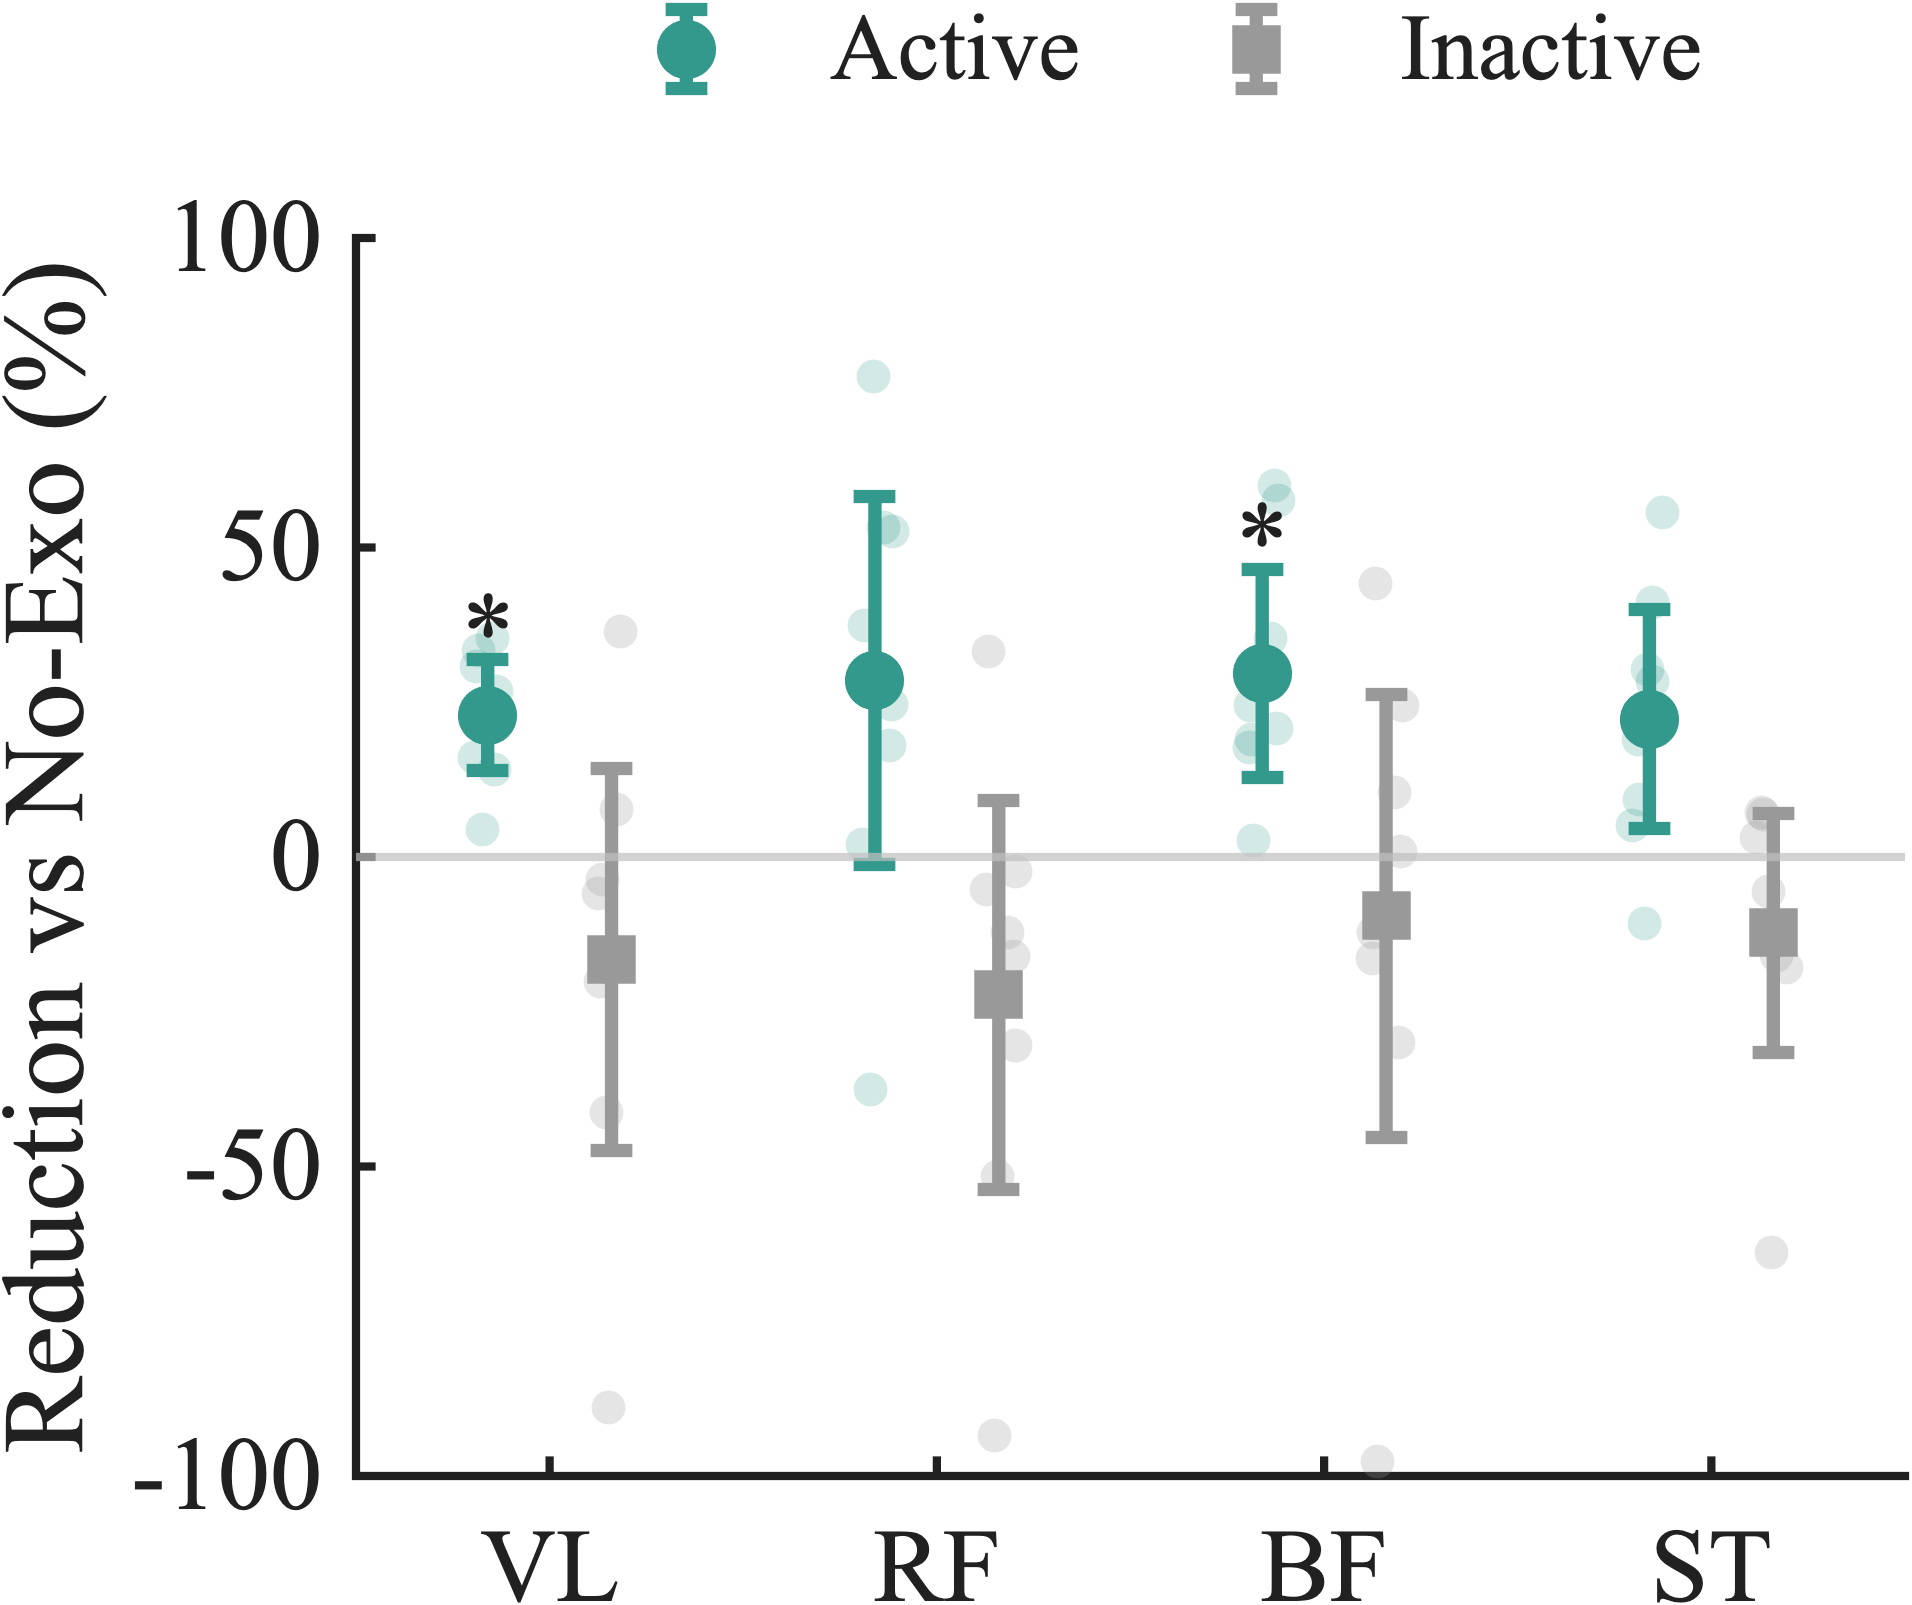 Active Inactive
Reduction vs No-Exo (%)
100
50
*
*
0
-50
-100
VL RF BF ST